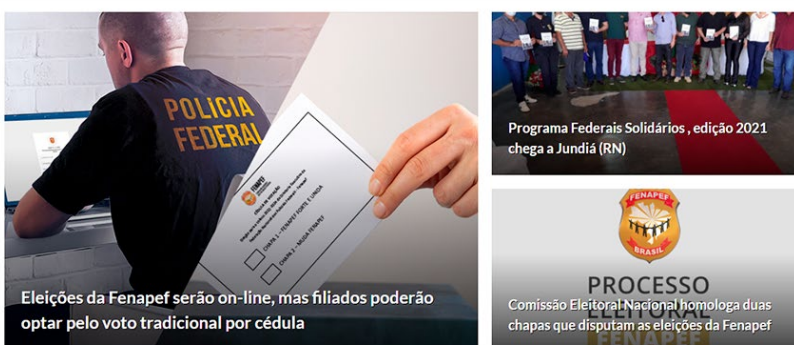 POLÍCIA
FEDERAL
FENAPEF
CHAPA 1 - FENAPEF FORTE E UNIDA
CHAPA 2 - MUDA FENAPEF
Eleições da Fenapef serão on-line, mas filiados poderão
optar pelo voto tradicional por cédula
Programa Federais Solidários , edição 2021
chega a Jundiá (RN)
FENAPEF
BRASIL
PROCESSO
ELEITORAL
FENAPEF
Comissão Eleitoral Nacional homologa duas
chapas que disputam as eleições da Fenapef